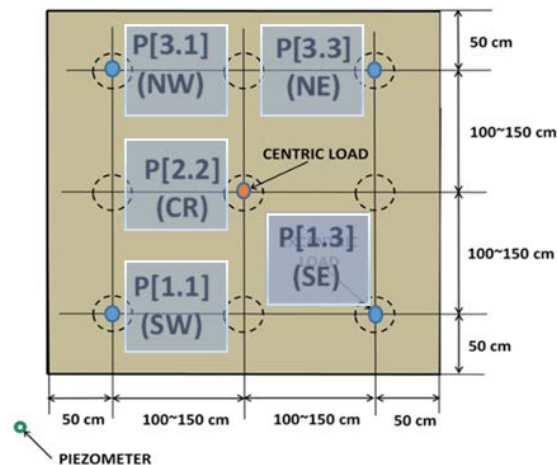 P[3.1]
(NW)
P[3.3]
(NE)
50 cm
100~150 cm
CENTRIC LOAD
P[2.2]
(CR)
P[1.3]
(SE)
LOAD
100~150 cm
P[1.1]
(SW)
50 cm
50 cm
100~150 cm
100~150 cm
50 cm
PIEZOMETER